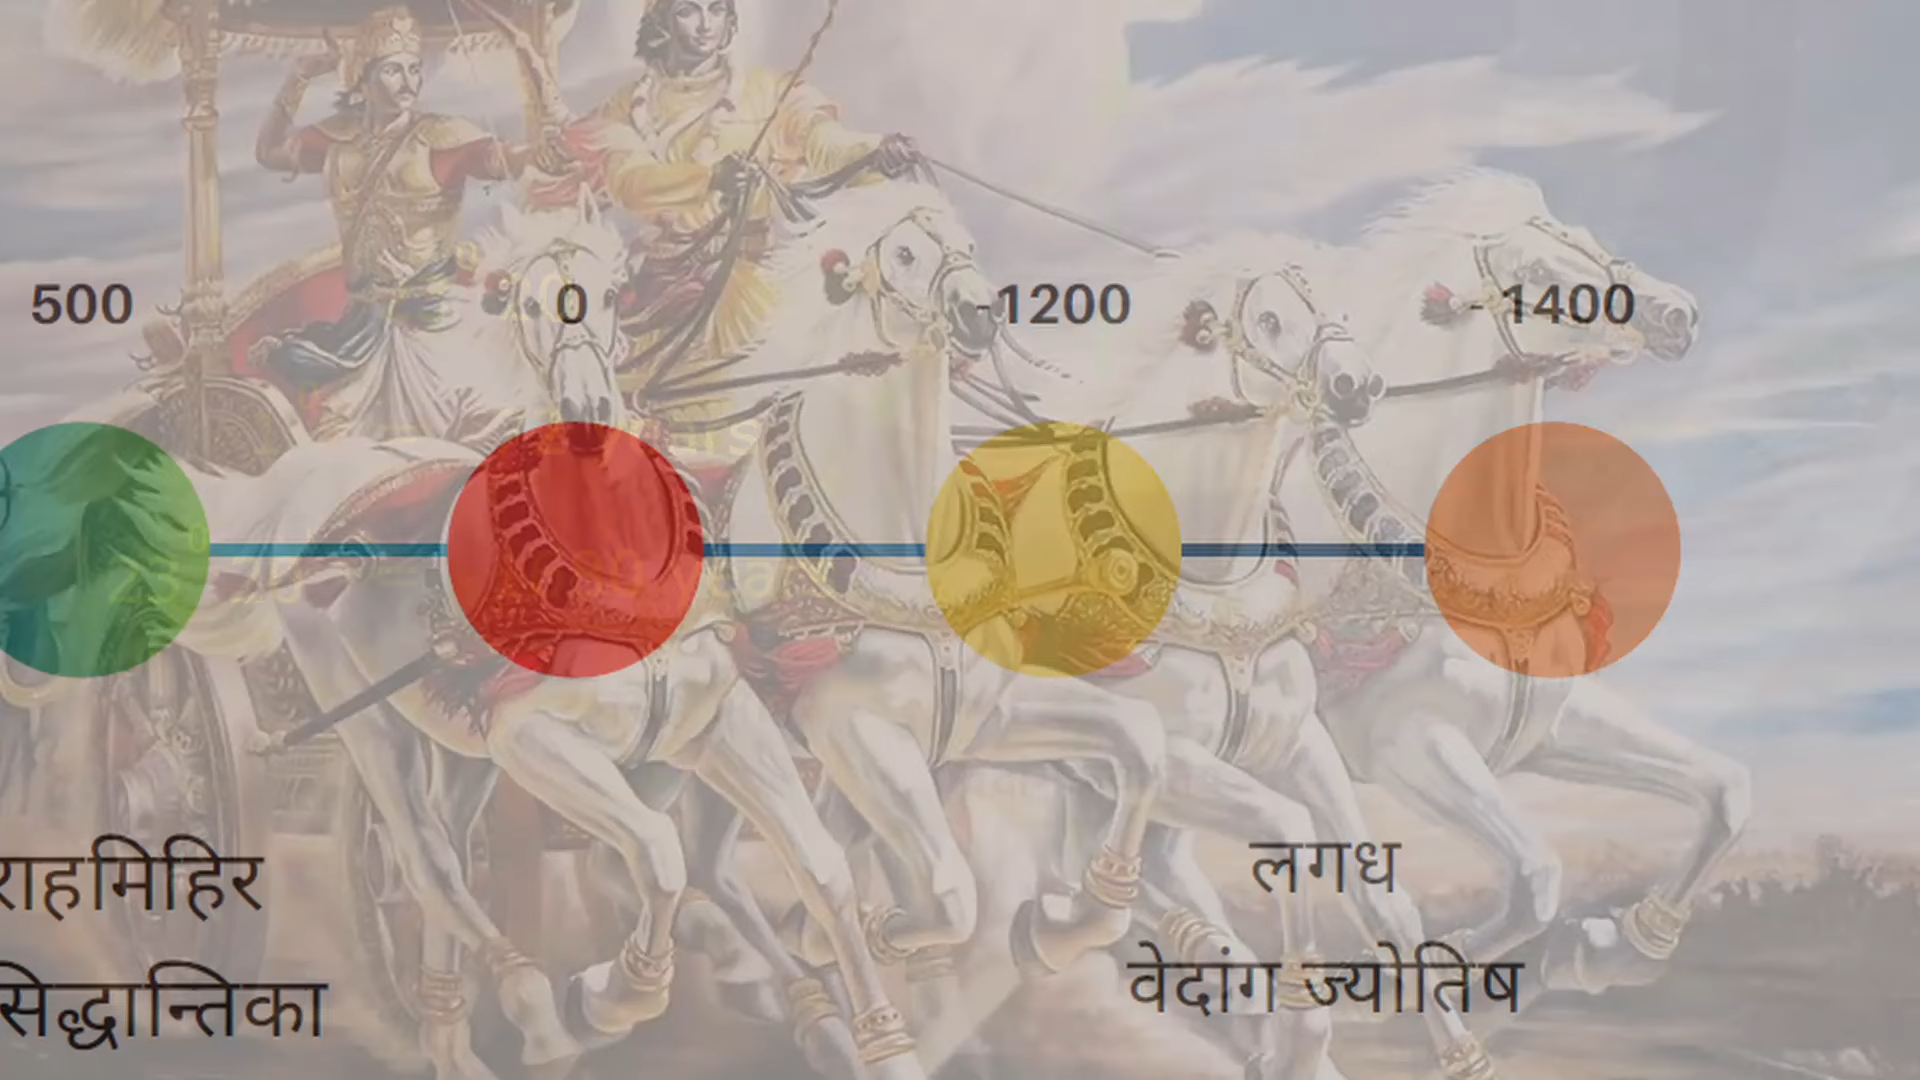 500 0 -1200 - 1400
राहमिहिर
सिद्धान्तिका
लगध
वेदांग ज्योतिष